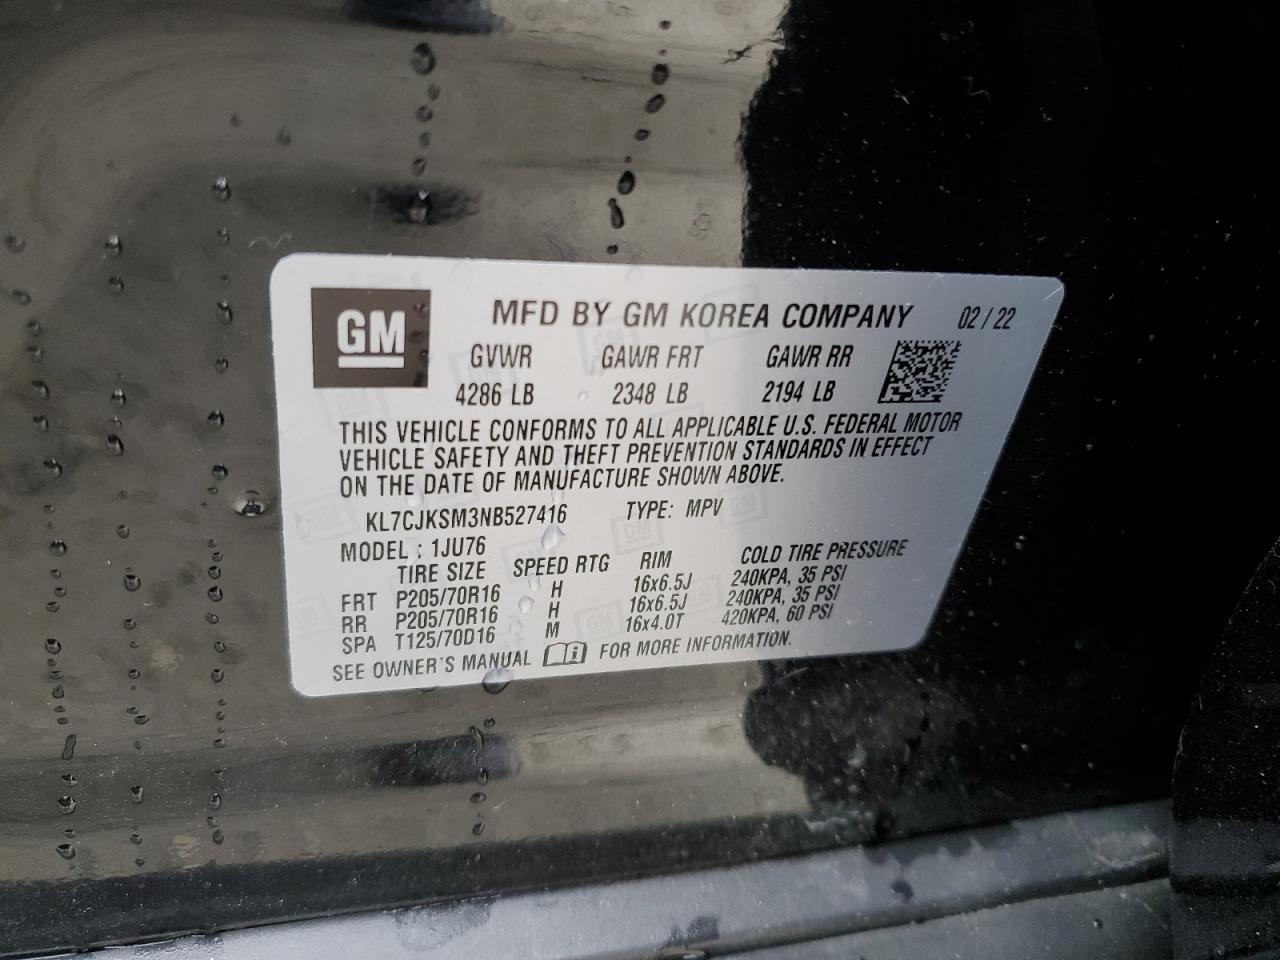 GM
MFD BY GM KOREA COMPANY 02/22
GVWR GAWR FRT GAWR RR
4286 LB 2348 LB 2194 LB
THIS VEHICLE CONFORMS TO ALL APPLICABLE U.S. FEDERAL MOTOR
VEHICLE SAFETY AND THEFT PREVENTION STANDARDS IN EFFECT
ON THE DATE OF MANUFACTURE SHOWN ABOVE.
KL7CJKSM3NB527416 TYPE: MPV
MODEL : 1JU76
TIRE SIZE SPEED RTG RIM COLD TIRE PRESSURE
FRT P205/70R16 H 16x6.5J 240KPA, 35 PSI
RR P205/70R16 H 16x6.5J 240KPA, 35 PSI
SPA T125/70D16 M 16x4.0T 420KPA, 60 PSI
SEE OWNER'S MANUAL FOR MORE INFORMATION.